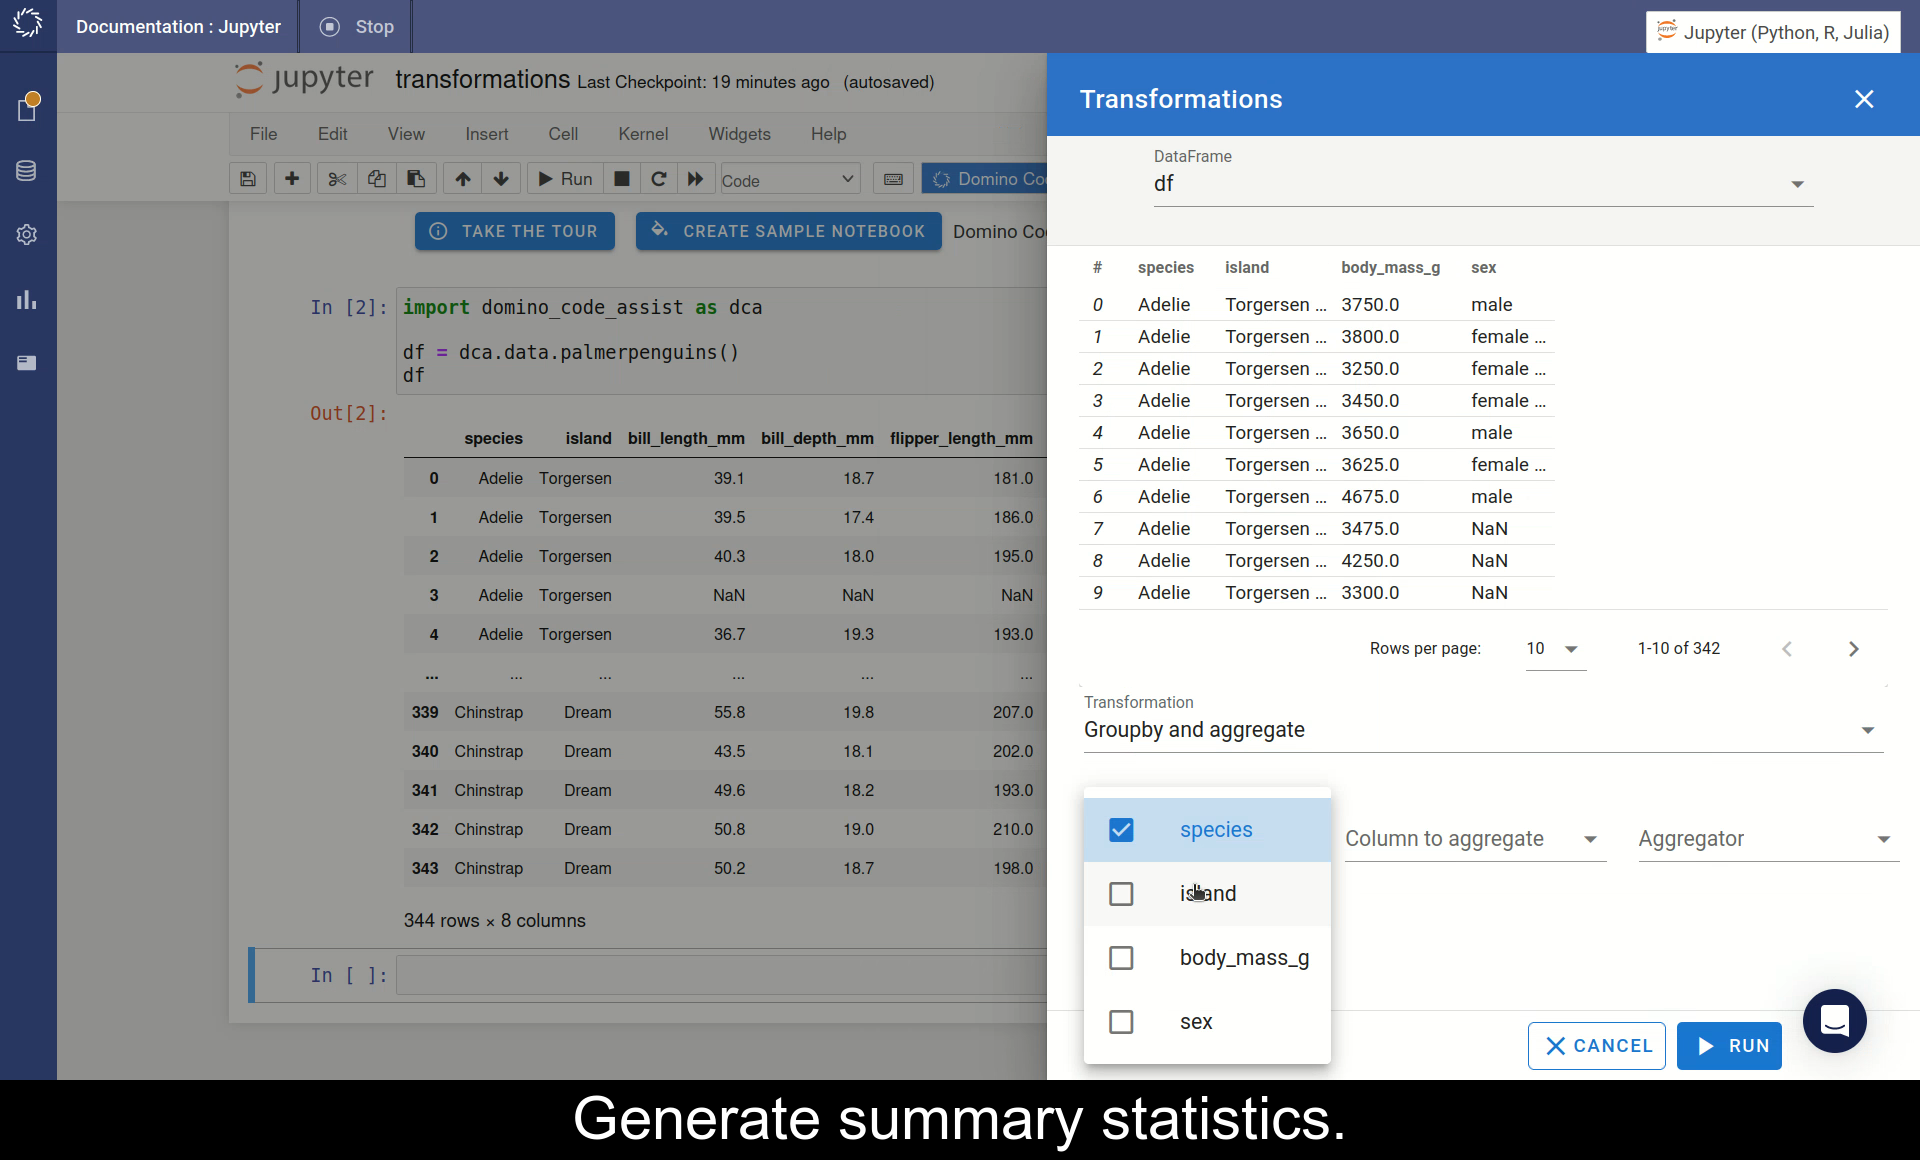 Documentation : Jupyter
Stop
Jupyter (Python, R, Julia)
jupyter transformations Last Checkpoint: 19 minutes ago (autosaved)
File Edit View Insert Cell Kernel Widgets Help
Run Code
TAKE THE TOUR
CREATE SAMPLE NOTEBOOK
In [2]: import domino_code_assist as dca
df = dca.data.palmerpenguins()
df
Out[2]:
species island bill_length_mm bill_depth_mm flipper_length_mm
0 Adelie Torgersen 39.1 18.7 181.0
1 Adelie Torgersen 39.5 17.4 186.0
2 Adelie Torgersen 40.3 18.0 195.0
3 Adelie Torgersen NaN NaN NaN
4 Adelie Torgersen 36.7 19.3 193.0
... ... ... ... ... ...
339 Chinstrap Dream 55.8 19.8 207.0
340 Chinstrap Dream 43.5 18.1 202.0
341 Chinstrap Dream 49.6 18.2 193.0
342 Chinstrap Dream 50.8 19.0 210.0
343 Chinstrap Dream 50.2 18.7 198.0
344 rows × 8 columns
In [ ]:
Transformations
DataFrame
df
# species island body_mass_g sex
0 Adelie Torgersen ... 3750.0 male
1 Adelie Torgersen ... 3800.0 female ...
2 Adelie Torgersen ... 3250.0 female ...
3 Adelie Torgersen ... 3450.0 female ...
4 Adelie Torgersen ... 3650.0 male
5 Adelie Torgersen ... 3625.0 female ...
6 Adelie Torgersen ... 4675.0 male
7 Adelie Torgersen ... 3475.0 NaN
8 Adelie Torgersen ... 4250.0 NaN
9 Adelie Torgersen ... 3300.0 NaN
Rows per page: 10 1-10 of 342
Transformation
Groupby and aggregate
species
island
body_mass_g
sex
Column to aggregate
Aggregator
CANCEL
RUN
Generate summary statistics.